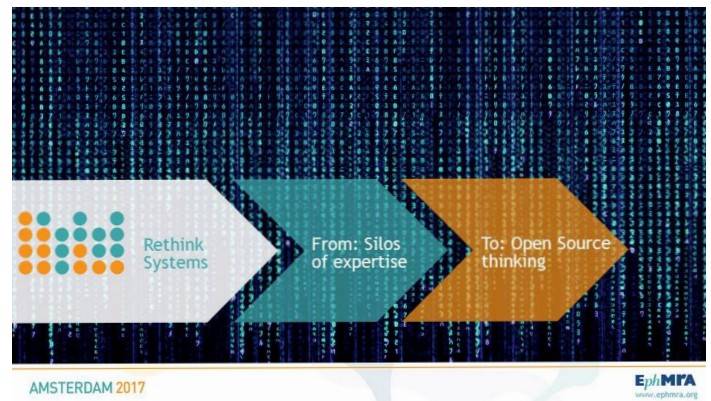 Rethink
Systems
From: Silos
of expertise
To: Open Source
thinking
AMSTERDAM 2017
EphMRA
www.ephmra.org